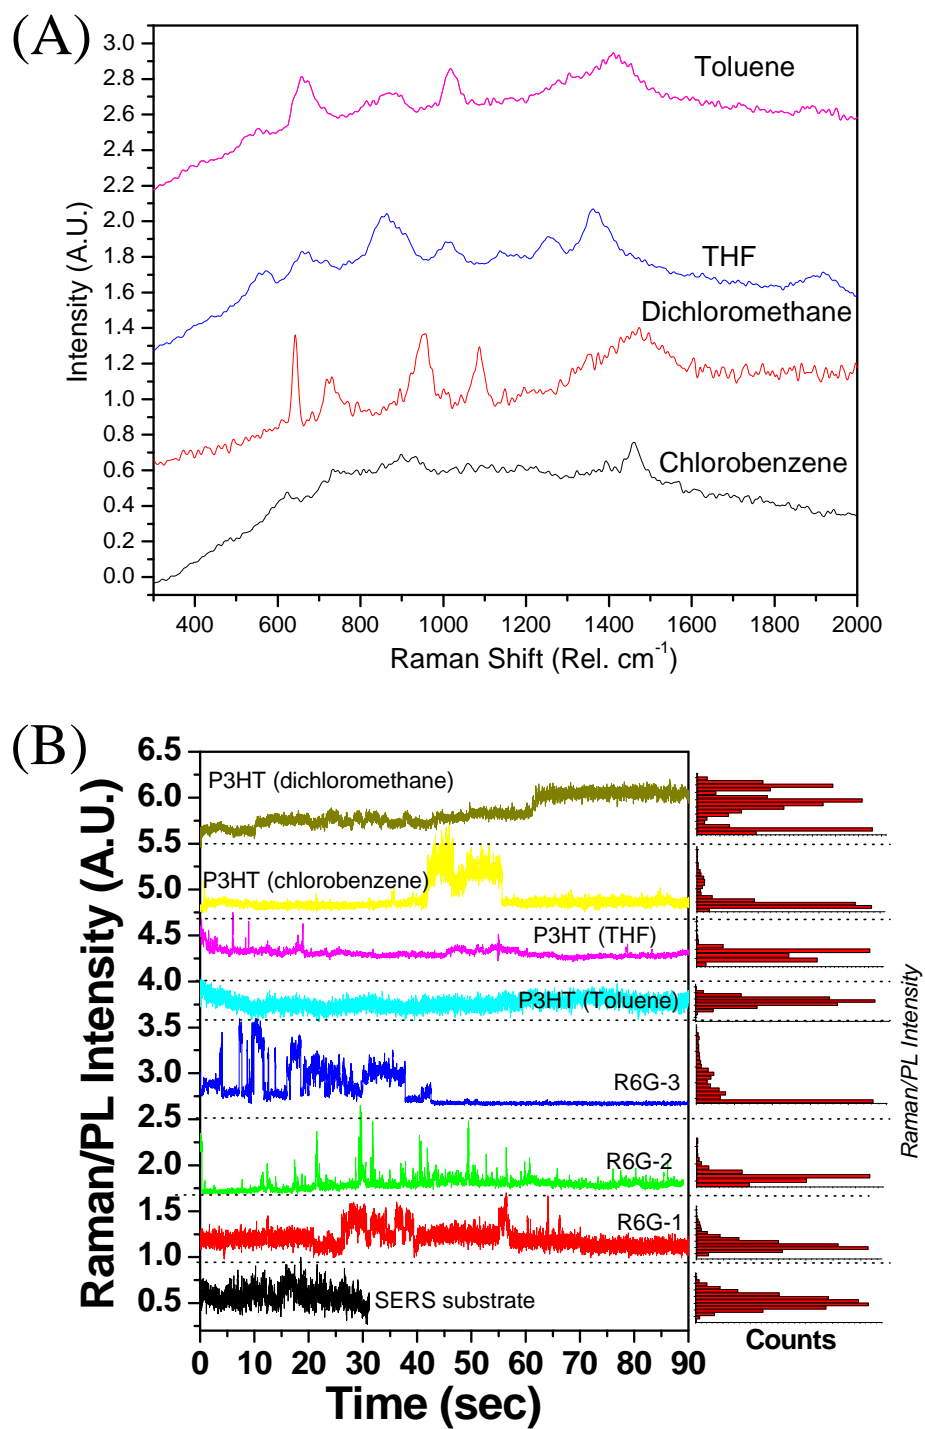 (A)
3.0
2.8
2.6
2.4
2.2
2.0
1.8
1.6
1.4
1.2
1.0
0.8
0.6
0.4
0.2
0.0
Intensity (A.U.)
Toluene
THF
Dichloromethane
Chlorobenzene
400 600 800 1000 1200 1400 1600 1800 2000
Raman Shift (Rel. cm⁻¹)
(B)
6.5
6.0
5.5
5.0
4.5
4.0
3.5
3.0
2.5
2.0
1.5
1.0
0.5
Raman/PL Intensity (A.U.)
P3HT (dichloromethane)
P3HT (chlorobenzene)
P3HT (THF)
P3HT (Toluene)
R6G-3
R6G-2
R6G-1
SERS substrate
0 10 20 30 40 50 60 70 80 90
Time (sec)
Counts
Raman/PL Intensity